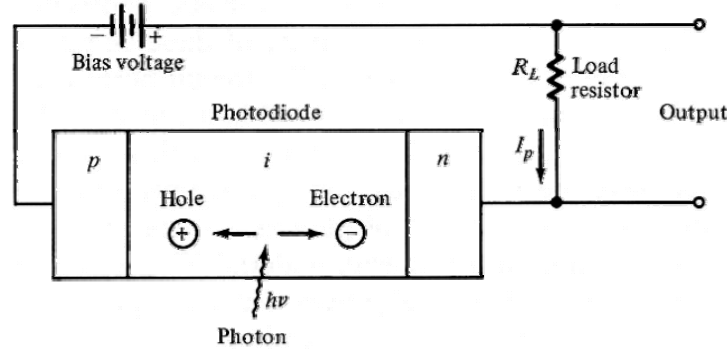 − +
Bias voltage
R_L Load
resistor
Output
Photodiode
I_p
p i n
Hole Electron
+ −
hν
Photon